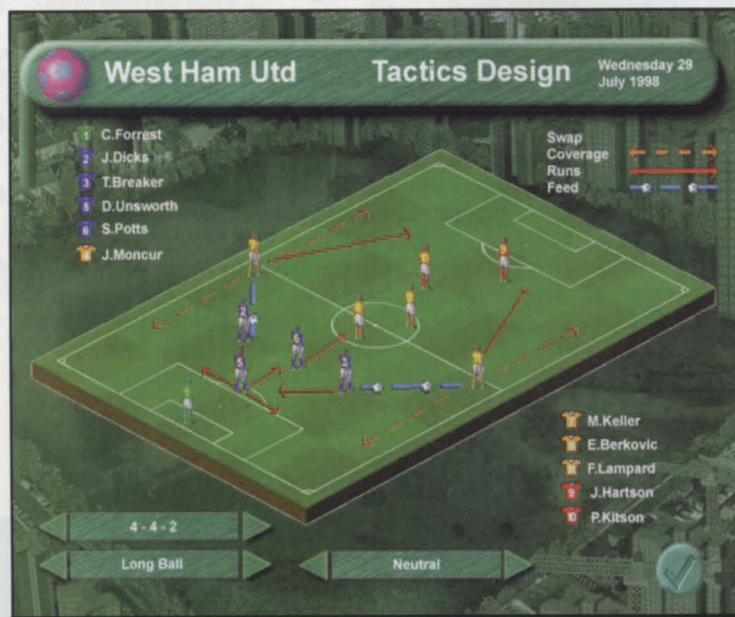 West Ham Utd Tactics Design Wednesday 29 July 1998
1 C.Forrest
2 J.Dicks
3 T.Breaker
5 D.Unsworth
6 S.Potts
J.Moncur
Swap
Coverage
Runs
Feed
M.Keller
E.Berkovic
F.Lampard
9 J.Hartson
10 P.Kitson
4 - 4 - 2
Long Ball
Neutral